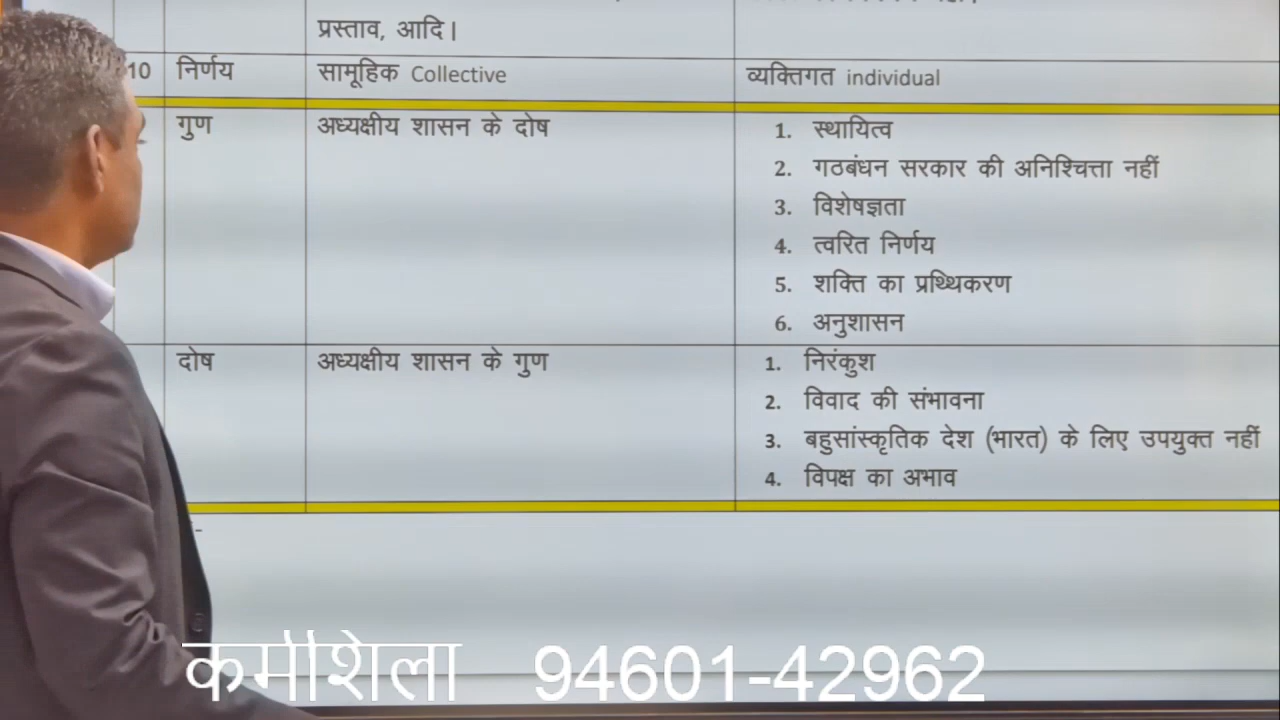 प्रस्ताव, आदि।
10 निर्णय सामूहिक Collective व्यक्तिगत individual
गुण अध्यक्षीय शासन के दोष 1. स्थायित्व
2. गठबंधन सरकार की अनिश्चित्ता नहीं
3. विशेषज्ञता
4. त्वरित निर्णय
5. शक्ति का प्रथ्थिकरण
6. अनुशासन
दोष अध्यक्षीय शासन के गुण 1. निरंकुश
2. विवाद की संभावना
3. बहुसांस्कृतिक देश (भारत) के लिए उपयुक्त नहीं
4. विपक्ष का अभाव
कर्मशिला 94601-42962